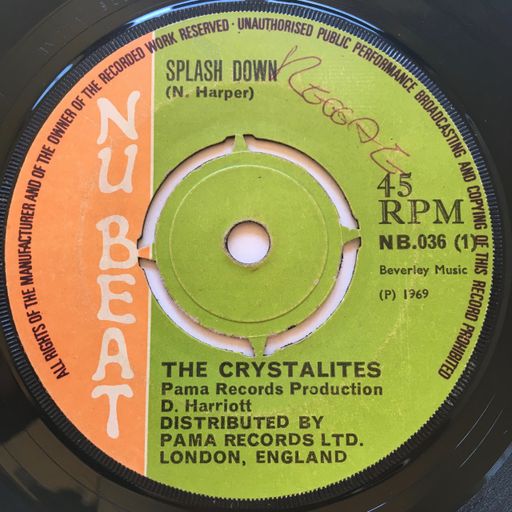 ALL RIGHTS OF THE MANUFACTURER AND OF THE OWNER OF THE RECORDED WORK RESERVED · UNAUTHORISED PUBLIC PERFORMANCE BROADCASTING AND COPYING OF THIS RECORD PROHIBITED
NU BEAT
SPLASH DOWN
(N. Harper)
REGGAE
45
RPM
NB.036 (1)
Beverley Music
(P) 1969
THE CRYSTALITES
Pama Records Production
D. Harriott
DISTRIBUTED BY
PAMA RECORDS LTD.
LONDON, ENGLAND